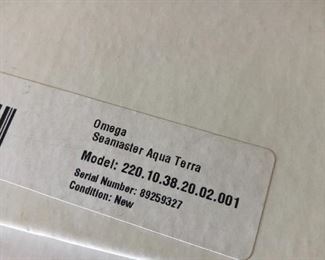 Omega
Seamaster Aqua Terra
Model: 220.10.38.20.02.001
Serial Number: 89259327
Condition: New